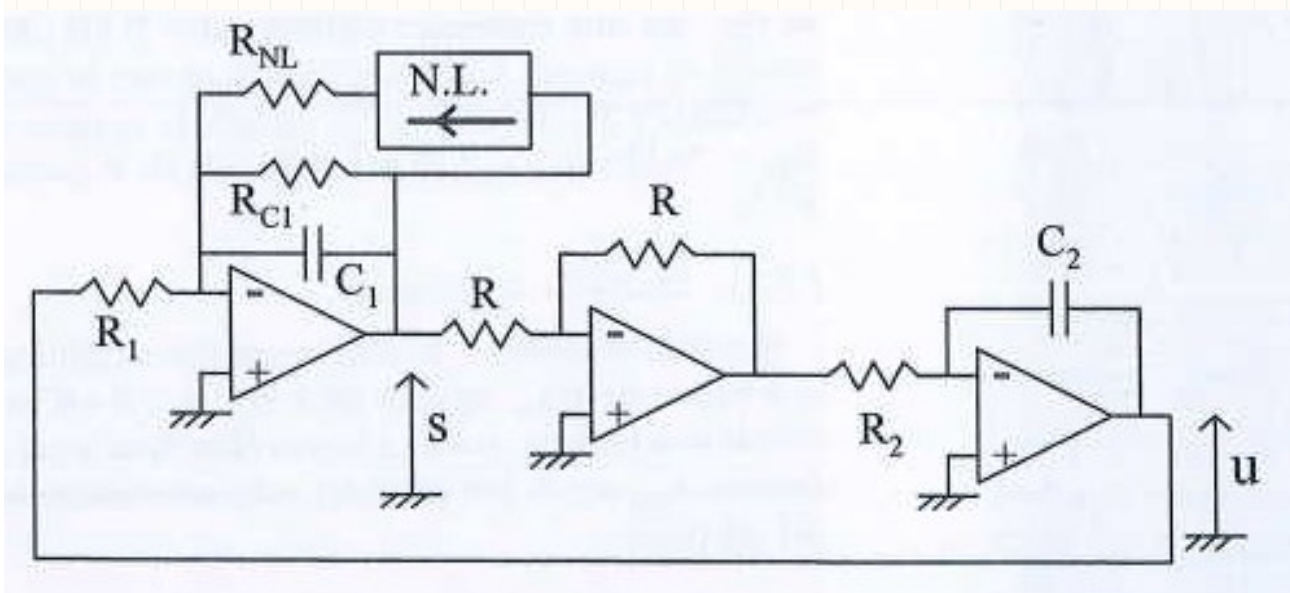 R_NL
N.L.
R_C1
C_1
R_1
-
+
S
R
R
-
+
R_2
C_2
-
+
u